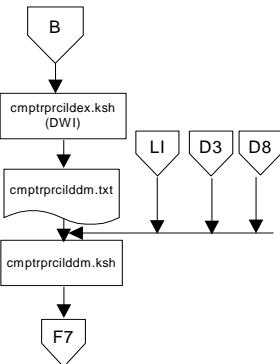 B
cmptrprcildex.ksh
(DWI)
LI
D3
D8
cmptrprcilddm.txt
cmptrprcilddm.ksh
F7